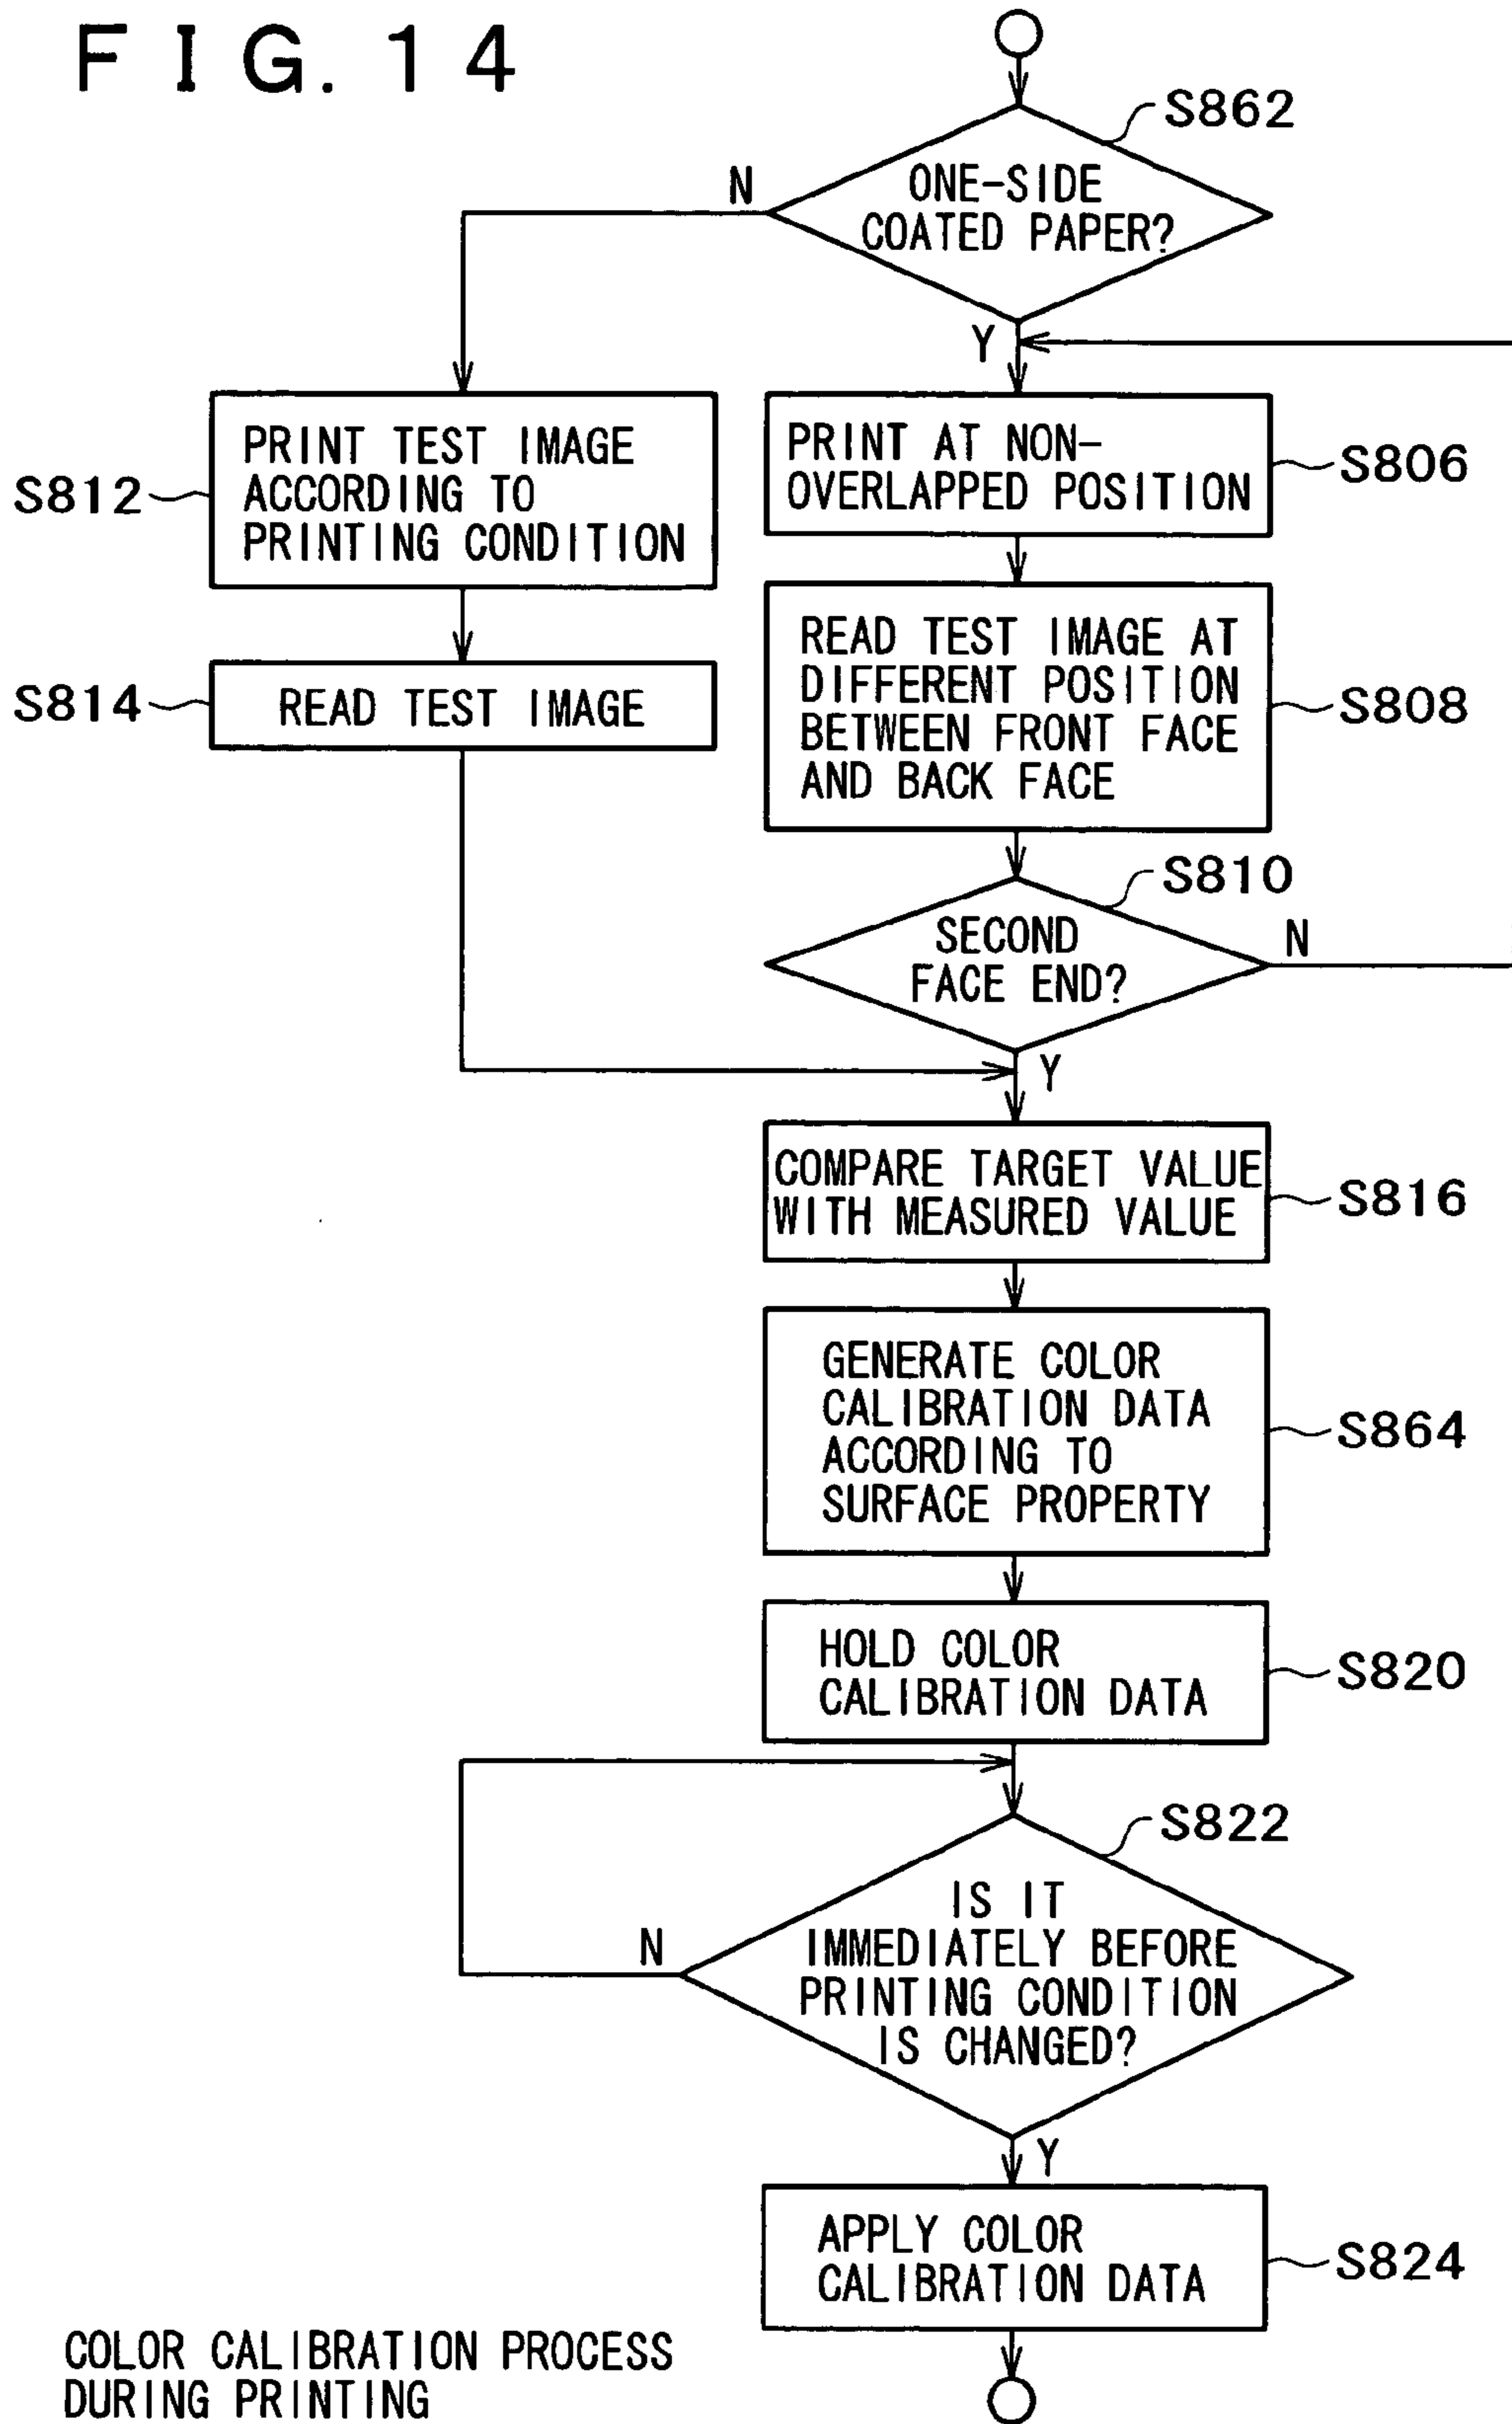 FIG. 14
S862
ONE-SIDE
COATED PAPER?
N
Y
PRINT TEST IMAGE
ACCORDING TO
PRINTING CONDITION
S812
PRINT AT NON-
OVERLAPPED POSITION
S806
READ TEST IMAGE
S814
READ TEST IMAGE AT
DIFFERENT POSITION
BETWEEN FRONT FACE
AND BACK FACE
S808
S810
SECOND
FACE END?
N
Y
COMPARE TARGET VALUE
WITH MEASURED VALUE
S816
GENERATE COLOR
CALIBRATION DATA
ACCORDING TO
SURFACE PROPERTY
S864
HOLD COLOR
CALIBRATION DATA
S820
S822
IS IT
IMMEDIATELY BEFORE
PRINTING CONDITION
IS CHANGED?
N
Y
APPLY COLOR
CALIBRATION DATA
S824
COLOR CALIBRATION PROCESS
DURING PRINTING